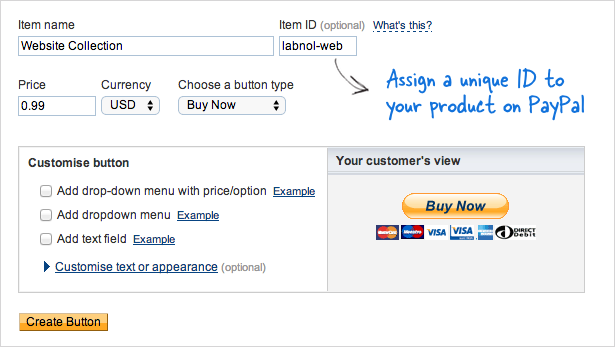 Item name Item ID (optional) What's this?
Website Collection labnol-web
Price Currency Choose a button type
0.99 USD Buy Now
Assign a unique ID to
your product on PayPal
Customise button
Add drop-down menu with price/option Example
Add dropdown menu Example
Add text field Example
Customise text or appearance (optional)
Your customer's view
Buy Now
MasterCard Maestro VISA VISA DIRECT Debit
Create Button